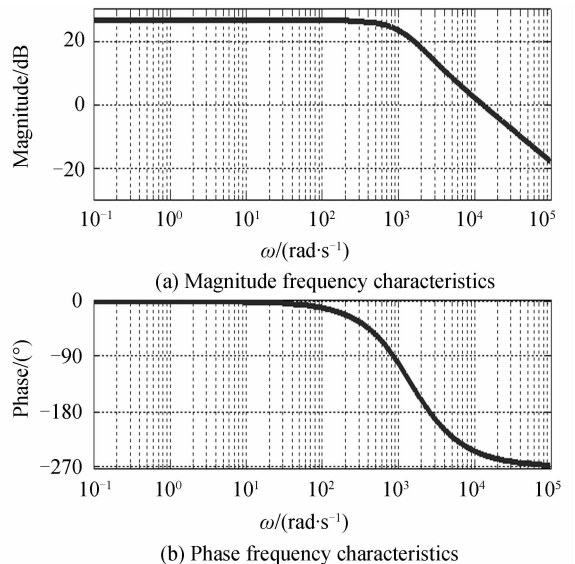 20
0
−20
Magnitude/dB
10⁻¹ 10⁰ 10¹ 10² 10³ 10⁴ 10⁵
ω/(rad·s⁻¹)
(a) Magnitude frequency characteristics
0
−90
−180
−270
Phase/(°)
10⁻¹ 10⁰ 10¹ 10² 10³ 10⁴ 10⁵
ω/(rad·s⁻¹)
(b) Phase frequency characteristics